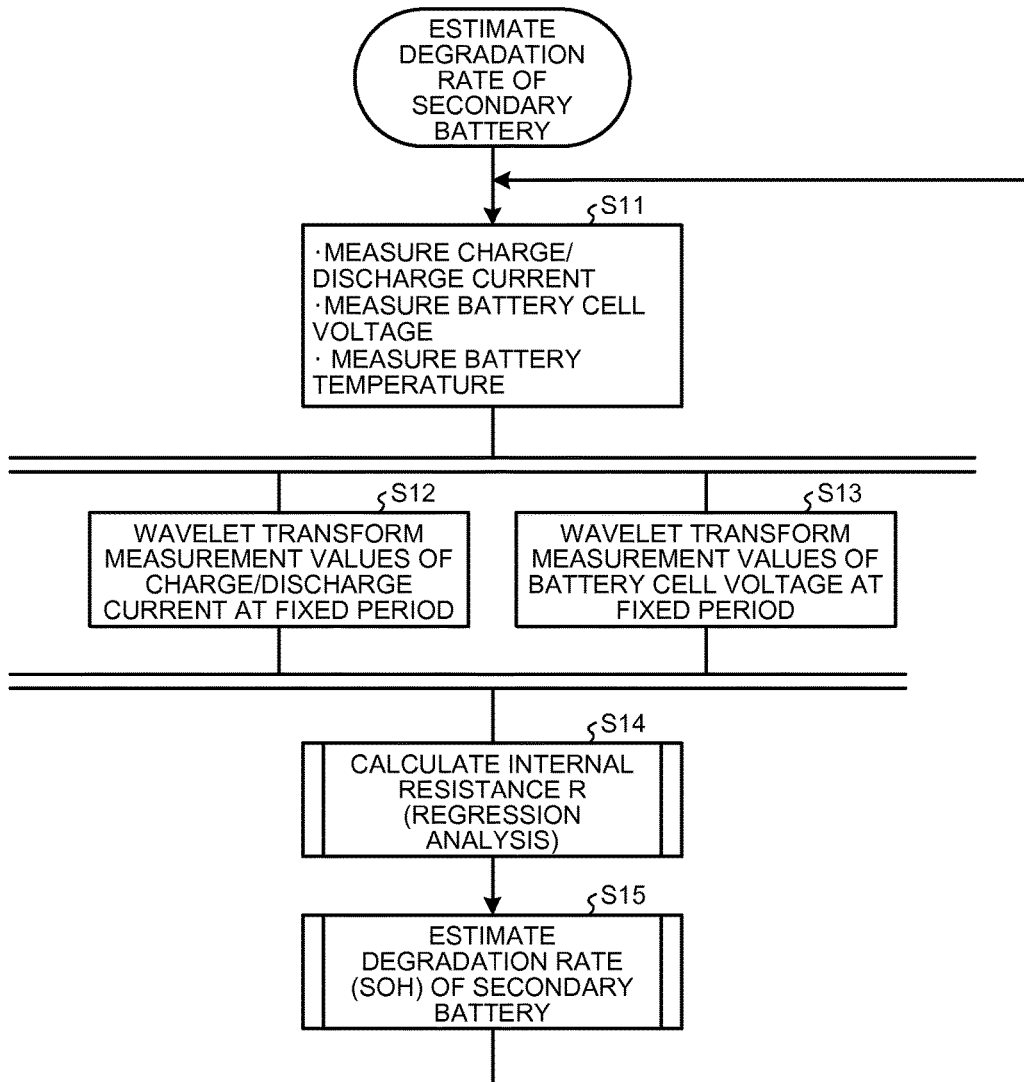 ESTIMATE
DEGRADATION
RATE OF
SECONDARY
BATTERY
S11
·MEASURE CHARGE/
DISCHARGE CURRENT
·MEASURE BATTERY CELL
VOLTAGE
· MEASURE BATTERY
TEMPERATURE
S12
WAVELET TRANSFORM
MEASUREMENT VALUES OF
CHARGE/DISCHARGE
CURRENT AT FIXED PERIOD
S13
WAVELET TRANSFORM
MEASUREMENT VALUES OF
BATTERY CELL VOLTAGE AT
FIXED PERIOD
S14
CALCULATE INTERNAL
RESISTANCE R
(REGRESSION
ANALYSIS)
S15
ESTIMATE
DEGRADATION RATE
(SOH) OF SECONDARY
BATTERY